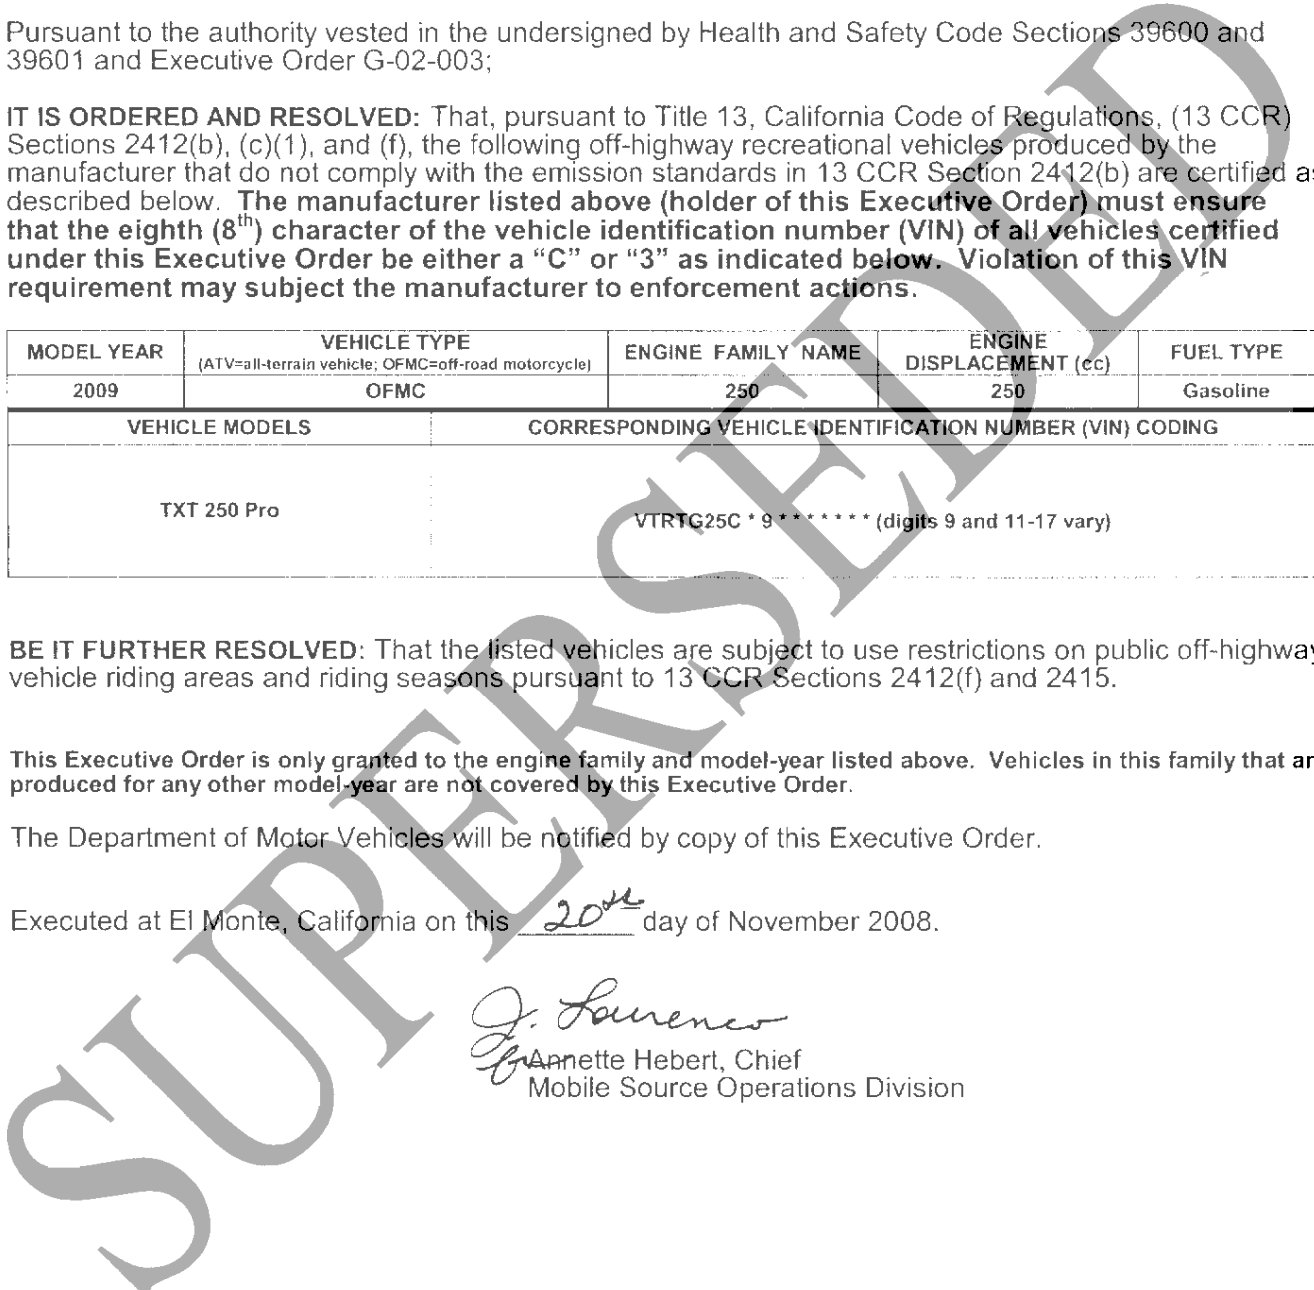 Pursuant to the authority vested in the undersigned by Health and Safety Code Sections 39600 and
39601 and Executive Order G-02-003;
IT IS ORDERED AND RESOLVED: That, pursuant to Title 13, California Code of Regulations, (13 CCR)
Sections 2412(b), (c)(1), and (f), the following off-highway recreational vehicles produced by the
manufacturer that do not comply with the emission standards in 13 CCR Section 2412(b) are certified as
described below. The manufacturer listed above (holder of this Executive Order) must ensure
that the eighth (8th) character of the vehicle identification number (VIN) of all vehicles certified
under this Executive Order be either a “C” or “3” as indicated below. Violation of this VIN
requirement may subject the manufacturer to enforcement actions.
MODEL YEAR VEHICLE TYPE (ATV=all-terrain vehicle; OFMC=off-road motorcycle) ENGINE FAMILY NAME ENGINE DISPLACEMENT (cc) FUEL TYPE
2009 OFMC 250 250 Gasoline
VEHICLE MODELS CORRESPONDING VEHICLE IDENTIFICATION NUMBER (VIN) CODING
TXT 250 Pro VTRTG25C * 9 * * * * * * * (digits 9 and 11-17 vary)
BE IT FURTHER RESOLVED: That the listed vehicles are subject to use restrictions on public off-highway
vehicle riding areas and riding seasons pursuant to 13 CCR Sections 2412(f) and 2415.
This Executive Order is only granted to the engine family and model-year listed above. Vehicles in this family that ar
produced for any other model-year are not covered by this Executive Order.
The Department of Motor Vehicles will be notified by copy of this Executive Order.
Executed at El Monte, California on this 20th day of November 2008.
J. Lourenco
for Annette Hebert, Chief
Mobile Source Operations Division
SUPERSEDED